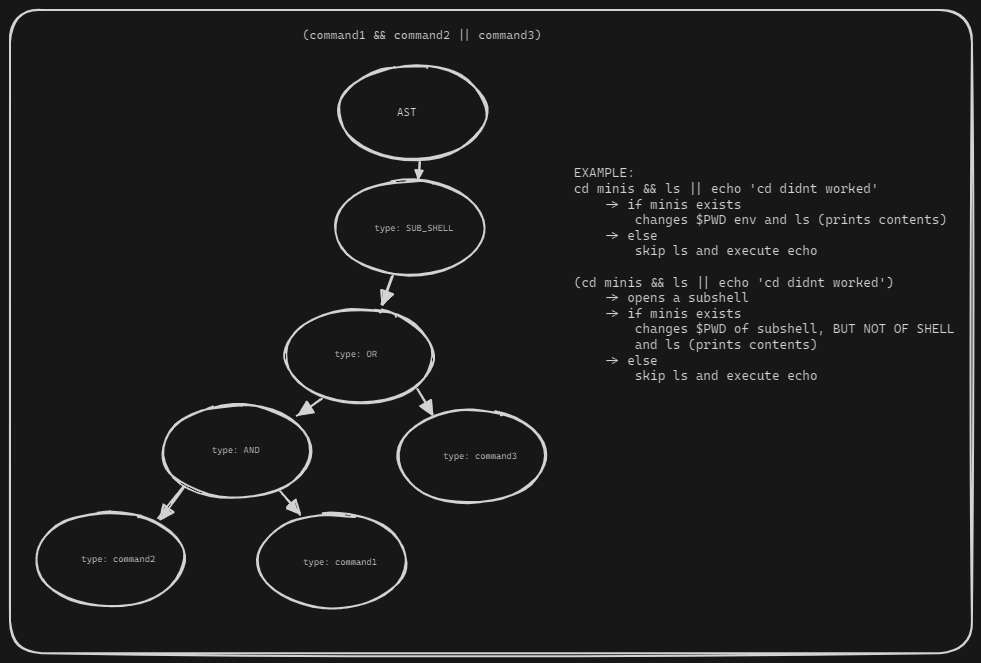 (command1 && command2 || command3)
AST
type: SUB_SHELL
type: OR
type: AND
type: command3
type: command2
type: command1
EXAMPLE:
cd minis && ls || echo 'cd didnt worked'
-> if minis exists
changes $PWD env and ls (prints contents)
-> else
skip ls and execute echo
(cd minis && ls || echo 'cd didnt worked')
-> opens a subshell
-> if minis exists
changes $PWD of subshell, BUT NOT OF SHELL
and ls (prints contents)
-> else
skip ls and execute echo